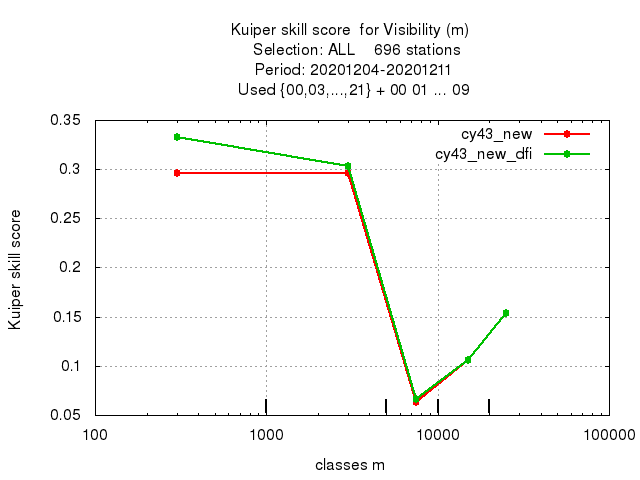 Kuiper skill score  for Visibility (m)
Selection: ALL    696 stations
Period: 20201204-20201211
Used {00,03,...,21} + 00 01 ... 09
cy43_new
cy43_new_dfi
0.35
0.3
0.25
0.2
0.15
0.1
0.05
Kuiper skill score
100
1000
10000
100000
classes m